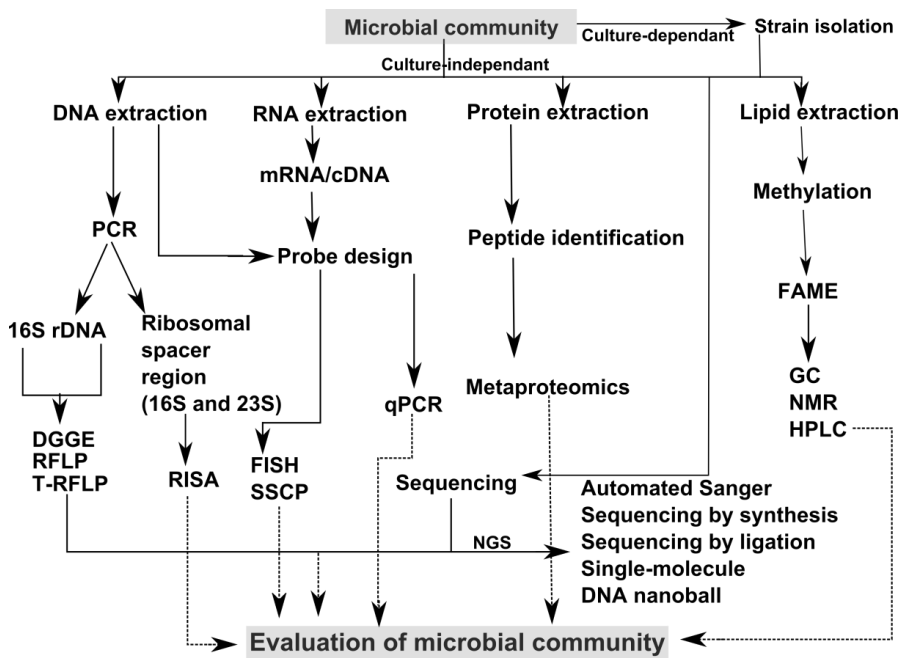 Microbial community
Culture-dependant
Strain isolation
Culture-independant
DNA extraction
RNA extraction
Protein extraction
Lipid extraction
mRNA/cDNA
Methylation
PCR
Probe design
Peptide identification
FAME
16S rDNA
Ribosomal
spacer
region
(16S and 23S)
GC
NMR
HPLC
Metaproteomics
qPCR
DGGE
RFLP
T-RFLP
RISA
FISH
SSCP
Sequencing
NGS
Automated Sanger
Sequencing by synthesis
Sequencing by ligation
Single-molecule
DNA nanoball
Evaluation of microbial community